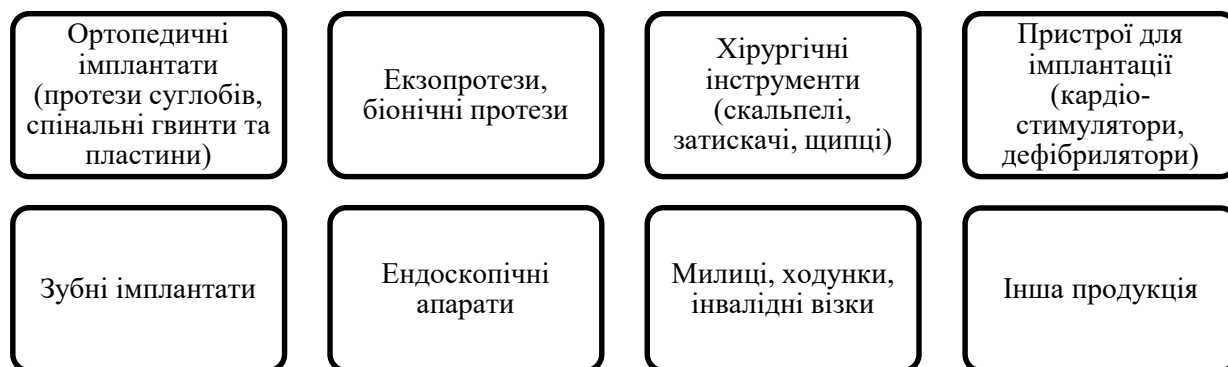 Ортопедичні
імплантати
(протези суглобів,
спінальні гвинти та
пластини)
Екзопротези,
біонічні протези
Хірургічні
інструменти
(скальпелі,
затискачі, щипці)
Пристрої для
імплантації
(кардіо-
стимулятори,
дефібрилятори)
Зубні імплантати
Ендоскопічні
апарати
Милиці, ходунки,
інвалідні візки
Інша продукція